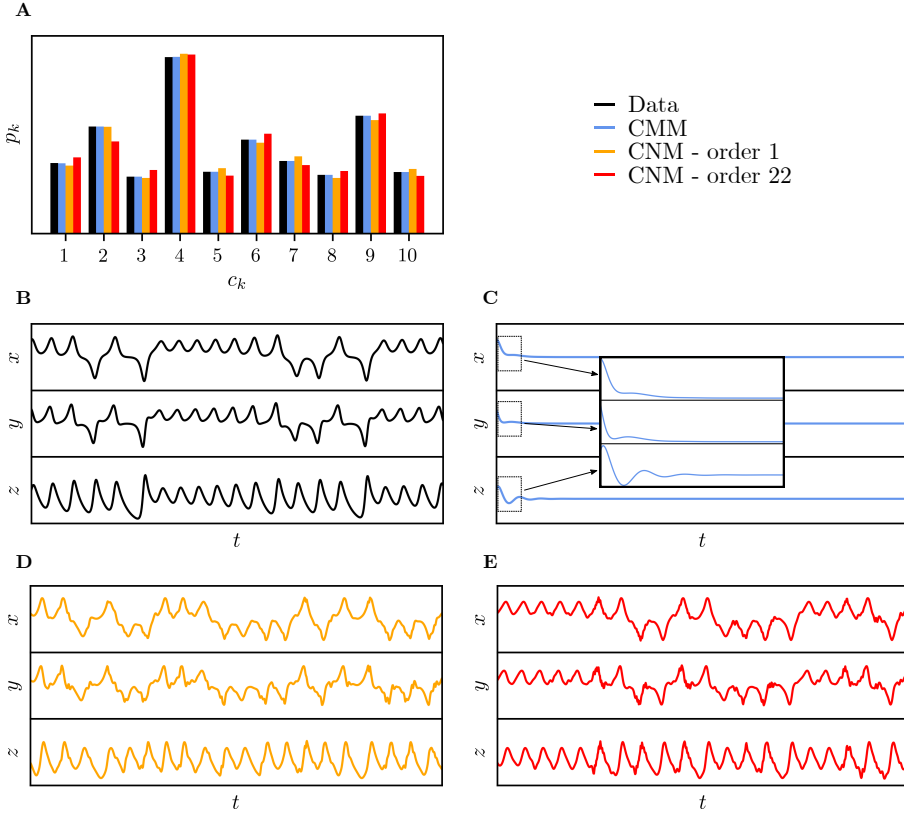 A
p_k
1 2 3 4 5 6 7 8 9 10
c_k
Data
CMM
CNM - order 1
CNM - order 22
B
x
y
z
t
C
x
y
z
t
D
x
y
z
t
E
x
y
z
t